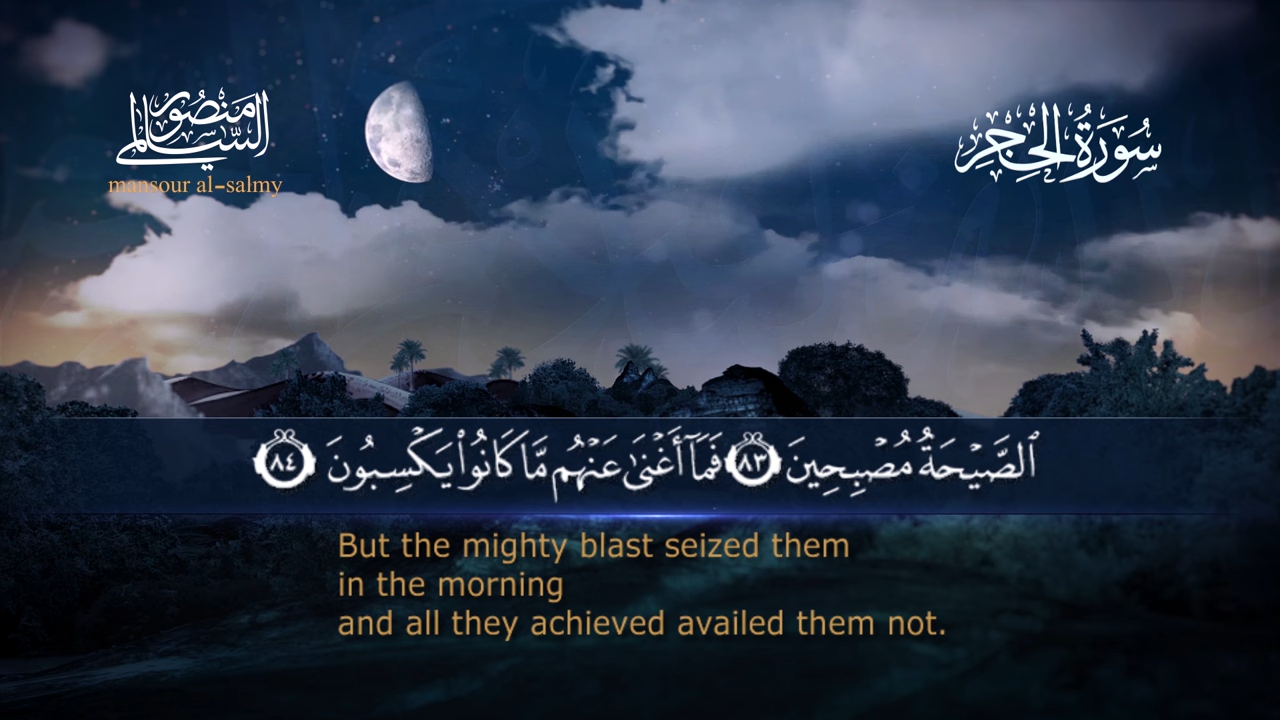 منصور السالمي
mansour al-salmy
سُورَةُ الحِجْرِ
ٱلصَّيْحَةُ مُصْبِحِينَ ٨٣ فَمَآ أَغْنَىٰ عَنْهُم مَّا كَانُوا۟ يَكْسِبُونَ ٨٤
But the mighty blast seized them
in the morning
and all they achieved availed them not.